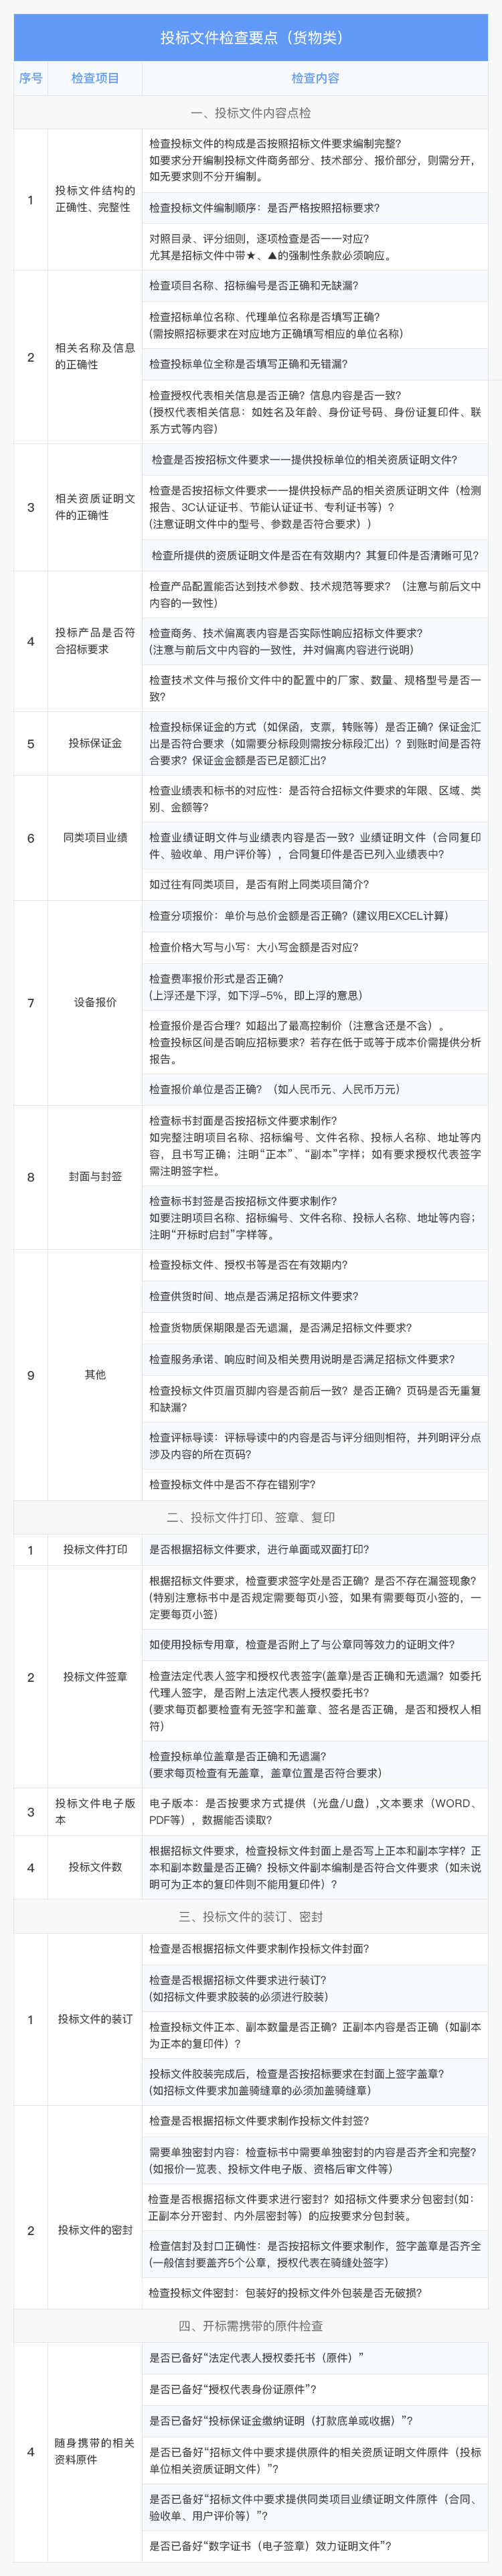 投标文件检查要点（货物类）
序号 检查项目 检查内容
一、投标文件内容点检
1
投标文件结构的
正确性、完整性
检查投标文件的构成是否按照招标文件要求编制完整？
如要求分开编制投标文件商务部分、技术部分、报价部分，则需分开，
如无要求则不分开编制。
检查投标文件编制顺序：是否严格按照招标要求？
对照目录、评分细则，逐项检查是否一一对应？
尤其是招标文件中带★、▲的强制性条款必须响应。
2
相关名称及信息
的正确性
检查项目名称、招标编号是否正确和无缺漏？
检查招标单位名称、代理单位名称是否填写正确？
(需按照招标要求在对应地方正确填写相应的单位名称)
检查投标单位全称是否填写正确和无错漏？
检查授权代表相关信息是否正确？信息内容是否一致？
(授权代表相关信息：如姓名及年龄、身份证号码、身份证复印件、联
系方式等内容)
3
相关资质证明文
件的正确性
检查是否按招标文件要求一一提供投标单位的相关资质证明文件？
检查是否按招标文件要求一一提供投标产品的相关资质证明文件（检测
报告、3C认证证书、节能认证证书、专利证书等）？
(注意证明文件中的型号、参数是否符合要求））
检查所提供的资质证明文件是否在有效期内？其复印件是否清晰可见？
4
投标产品是否符
合招标要求
检查产品配置能否达到技术参数、技术规范等要求？（注意与前后文中
内容的一致性）
检查商务、技术偏离表内容是否实际性响应招标文件要求？
(注意与前后文中内容的一致性，并对偏离内容进行说明)
检查技术文件与报价文件中的配置中的厂家、数量、规格型号是否一
致？
5
投标保证金
检查投标保证金的方式（如保函，支票，转账等）是否正确？保证金汇
出是否符合要求（如需要分标段则需按分标段汇出）？到账时间是否符
合要求？保证金金额是否已足额汇出？
6
同类项目业绩
检查业绩表和标书的对应性：是否符合招标文件要求的年限、区域、类
别、金额等？
检查业绩证明文件与业绩表内容是否一致？业绩证明文件（合同复印
件、验收单、用户评价等），合同复印件是否已列入业绩表中？
如过往有同类项目，是否有附上同类项目简介？
7
设备报价
检查分项报价：单价与总价金额是否正确？(建议用EXCEL计算)
检查价格大写与小写：大小写金额是否对应？
检查费率报价形式是否正确？
(上浮还是下浮，如下浮-5%，即上浮的意思)
检查报价是否合理？如超出了最高控制价（注意含还是不含）。
检查投标区间是否响应招标要求？若存在低于或等于成本价需提供分析
报告。
检查报价单位是否正确？（如人民币元、人民币万元）
8
封面与封签
检查标书封面是否按招标文件要求制作？
如完整注明项目名称、招标编号、文件名称、投标人名称、地址等内
容，且书写正确；注明“正本”、“副本”字样；如有要求授权代表签字
需注明签字栏。
检查标书封签是否按招标文件要求制作？
如要注明项目名称、招标编号、文件名称、投标人名称、地址等内容；
注明“开标时启封”字样等。
9
其他
检查投标文件、授权书等是否在有效期内？
检查供货时间、地点是否满足招标文件要求？
检查货物质保期限是否无遗漏，是否满足招标文件要求？
检查服务承诺、响应时间及相关费用说明是否满足招标文件要求？
检查投标文件页眉页脚内容是否前后一致？是否正确？页码是否无重复
和缺漏？
检查评标导读：评标导读中的内容是否与评分细则相符，并列明评分点
涉及内容的所在页码？
检查投标文件中是否不存在错别字？
二、投标文件打印、签章、复印
1
投标文件打印
是否根据招标文件要求，进行单面或双面打印？
2
投标文件签章
根据招标文件要求，检查要求签字处是否正确？是否不存在漏签现象？
(特别注意标书中是否规定需要每页小签，如果有需要每页小签的，一
定要每页小签)
如使用投标专用章，检查是否附上了与公章同等效力的证明文件？
检查法定代表人签字和授权代表签字(盖章)是否正确和无遗漏？如委托
代理人签字，是否附上法定代表人授权委托书？
(要求每页都要检查有无签字和盖章、签名是否正确，是否和授权人相
符)
检查投标单位盖章是否正确和无遗漏？
(要求每页检查有无盖章，盖章位置是否符合要求)
3
投标文件电子版
本
电子版本：是否按要求方式提供（光盘/U盘）,文本要求（WORD、
PDF等），数据能否读取？
4
投标文件数
根据招标文件要求，检查投标文件封面上是否写上正本和副本字样？正
本和副本数量是否正确？投标文件副本编制是否符合文件要求（如未说
明可为正本的复印件则不能用复印件）？
三、投标文件的装订、密封
1
投标文件的装订
检查是否根据招标文件要求制作投标文件封面？
检查是否根据招标文件要求进行装订？
(如招标文件要求胶装的必须进行胶装)
检查投标文件正本、副本数量是否正确？正副本内容是否正确（如副本
为正本的复印件）？
投标文件胶装完成后，检查是否按招标要求在封面上签字盖章？
(如招标文件要求加盖骑缝章的必须加盖骑缝章)
2
投标文件的密封
检查是否根据招标文件要求制作投标文件封签？
需要单独密封内容：检查标书中需要单独密封的内容是否齐全和完整？
(如报价一览表、投标文件电子版、资格后审文件等)
检查是否根据招标文件要求进行密封？如招标文件要求分包密封(如：
正副本分开密封、内外层密封等）的应按要求分包封装。
检查信封及封口正确性：是否按招标文件要求制作，签字盖章是否齐全
(一般信封要盖齐5个公章，授权代表在骑缝处签字)
检查投标文件密封：包装好的投标文件外包装是否无破损？
四、开标需携带的原件检查
4
随身携带的相关
资料原件
是否已备好“法定代表人授权委托书（原件）”
是否已备好“授权代表身份证原件”？
是否已备好“投标保证金缴纳证明（打款底单或收据）”？
是否已备好“招标文件中要求提供原件的相关资质证明文件原件（投标
单位相关资质证明文件）”？
是否已备好“招标文件中要求提供同类项目业绩证明文件原件（合同、
验收单、用户评价等）”？
是否已备好“数字证书（电子签章）效力证明文件”？